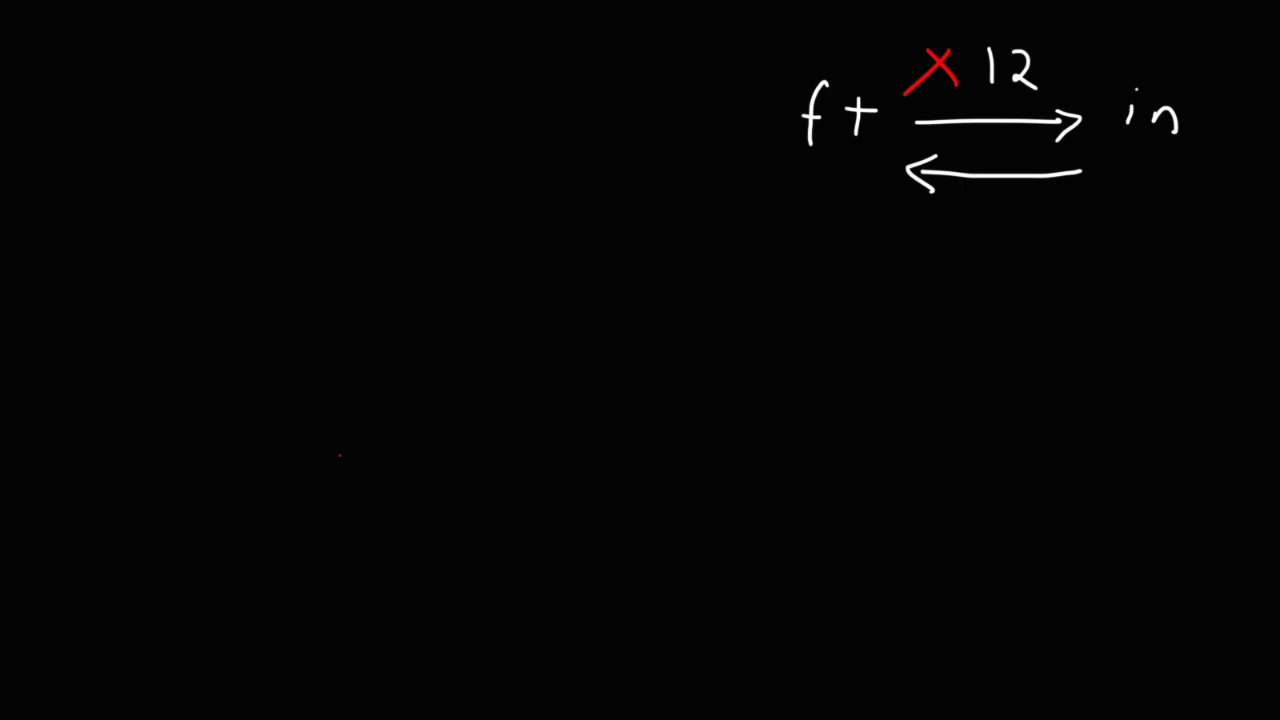 × 12
ft → in
←